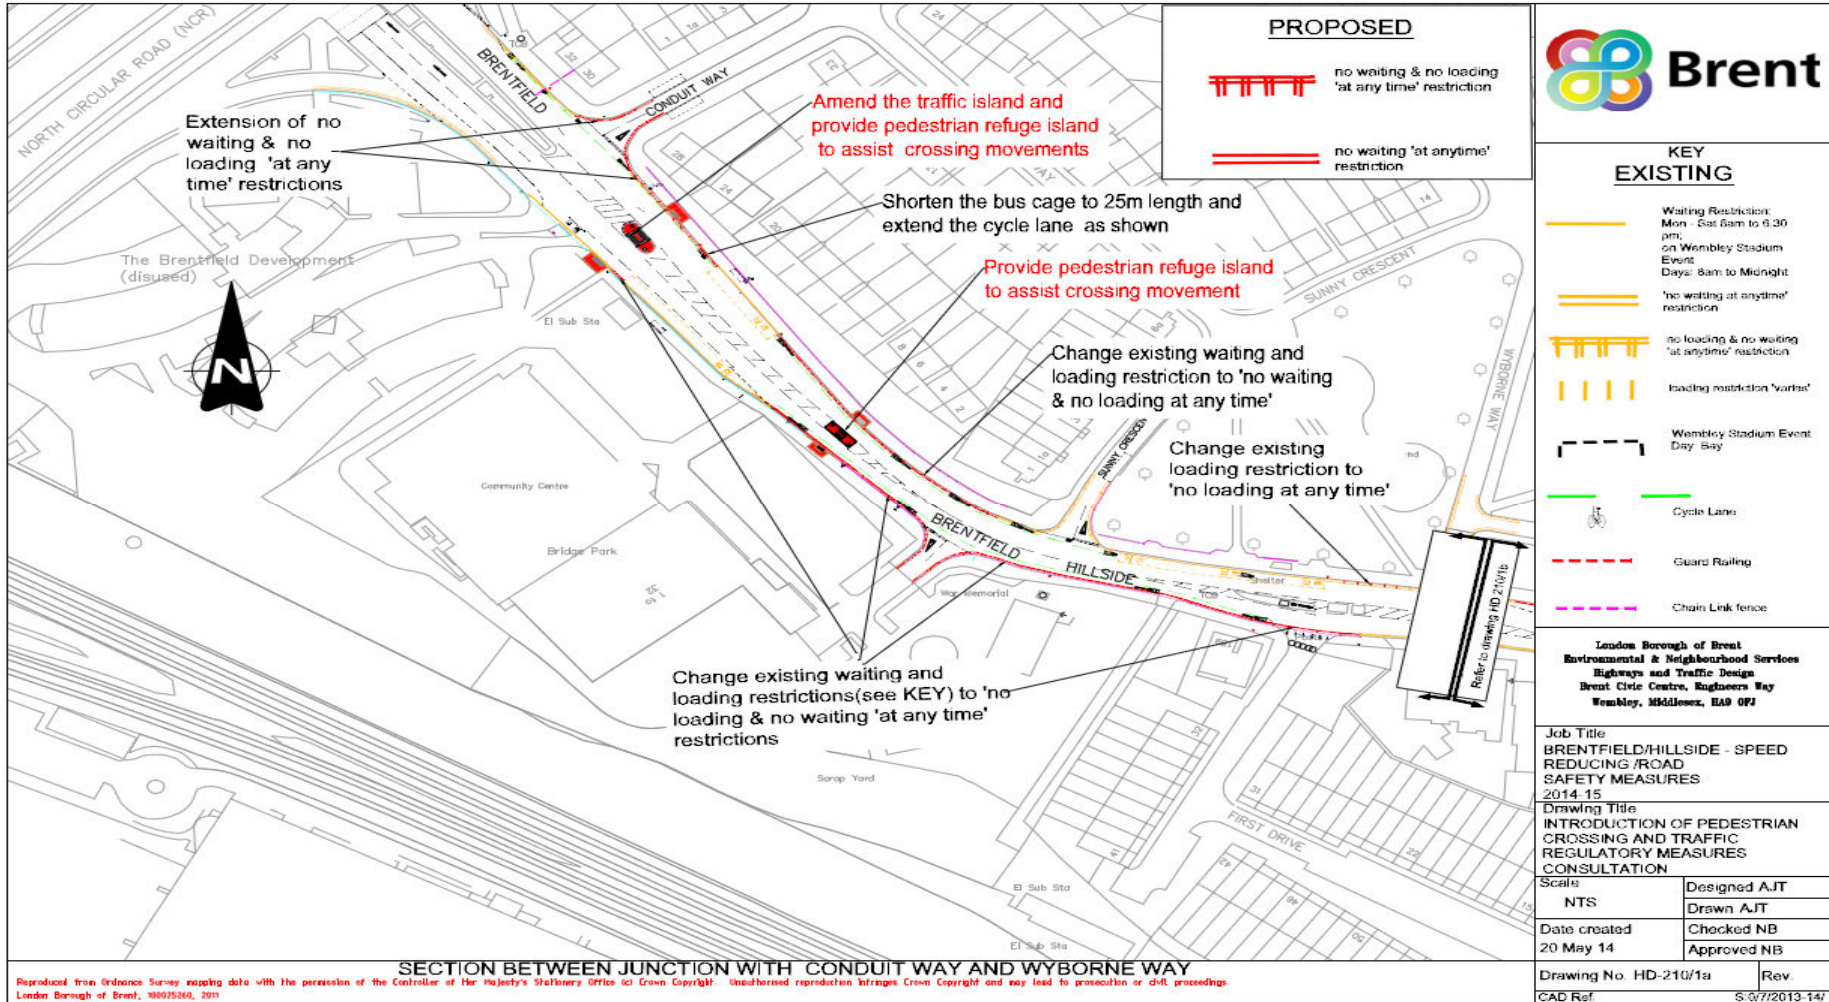 NORTH CIRCULAR ROAD (NCR)
BRENTFIELD
TCB
CONDUIT WAY
Extension of no
waiting & no
loading 'at any
time' restrictions
Amend the traffic island and
provide pedestrian refuge island
to assist crossing movements
Shorten the bus cage to 25m length and
extend the cycle lane as shown
Provide pedestrian refuge island
to assist crossing movement
The Brentfield Development
(disused)
El Sub Sta
N
Change existing waiting and
loading restriction to 'no waiting
& no loading at any time'
Change existing
loading restriction to
'no loading at any time'
SUNNY CRESCENT
SUNNY CRESCENT
WYBORNE WAY
Community Centre
Bridge Park
BRENTFIELD
HILLSIDE
Shelter
TCB
War Memorial
Refer to drawing HD 210/1b
Change existing waiting and
loading restrictions(see KEY) to 'no
loading & no waiting 'at any time'
restrictions
Scrap Yard
FIRST DRIVE
El Sub Sta
El Sub Sta
SECTION BETWEEN JUNCTION WITH CONDUIT WAY AND WYBORNE WAY
Reproduced from Ordnance Survey mapping data with the permission of the Controller of Her Majesty's Stationery Office (c) Crown Copyright. Unauthorised reproduction infringes Crown Copyright and may lead to prosecution or civil proceedings.
London Borough of Brent, 100025260, 2011
PROPOSED
no waiting & no loading
'at any time' restriction
no waiting 'at anytime'
restriction
Brent
KEY
EXISTING
Waiting Restriction:
Mon - Sat 8am to 6.30
pm;
on Wembley Stadium
Event
Days: 8am to Midnight
'no waiting at anytime'
restriction
no loading & no waiting
'at anytime' restriction
loading restriction 'varies'
Wembley Stadium Event
Day Bay
Cycle Lane
Guard Railing
Chain Link fence
London Borough of Brent
Environmental & Neighbourhood Services
Highways and Traffic Design
Brent Civic Centre, Engineers Way
Wembley, Middlesex, HA9 0FJ
Job Title
BRENTFIELD/HILLSIDE - SPEED
REDUCING /ROAD
SAFETY MEASURES
2014-15
Drawing Title
INTRODUCTION OF PEDESTRIAN
CROSSING AND TRAFFIC
REGULATORY MEASURES
CONSULTATION
Scale
NTS
Designed AJT
Drawn AJT
Date created
20 May 14
Checked NB
Approved NB
Drawing No. HD-210/1a
Rev.
CAD Ref.
S:0/7/2013-14/